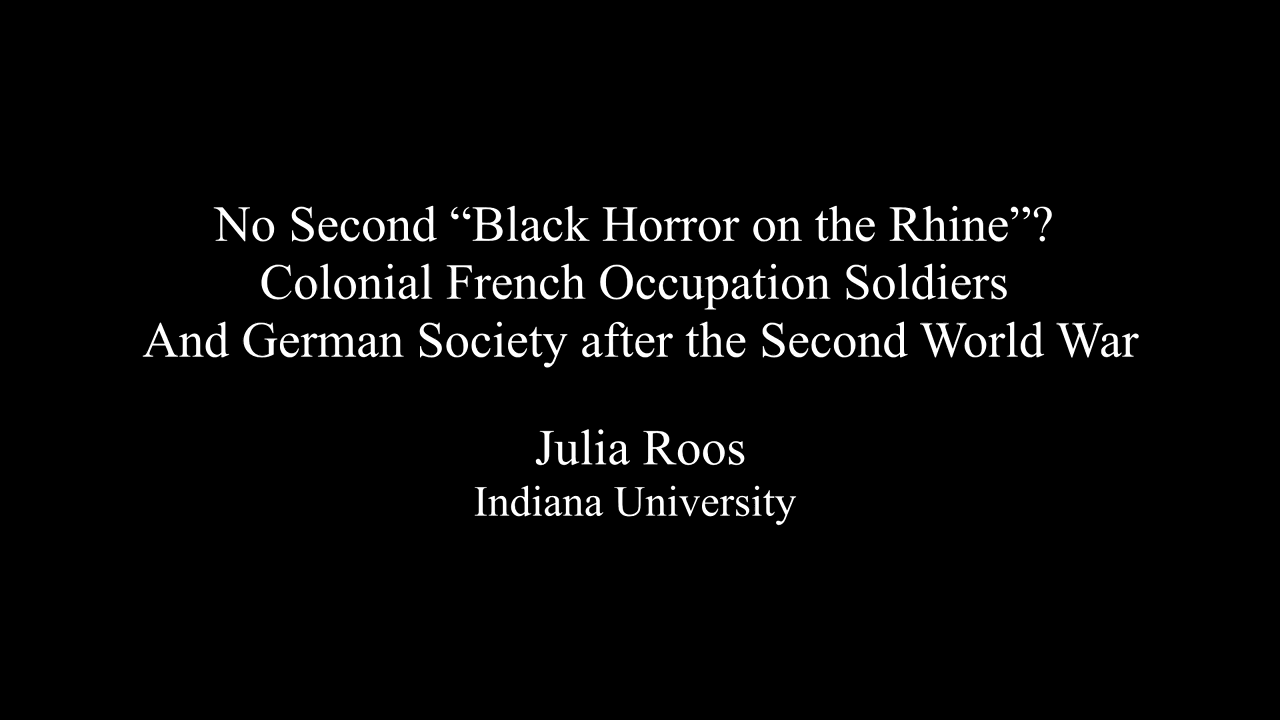 No Second “Black Horror on the Rhine”?
Colonial French Occupation Soldiers
And German Society after the Second World War
Julia Roos
Indiana University